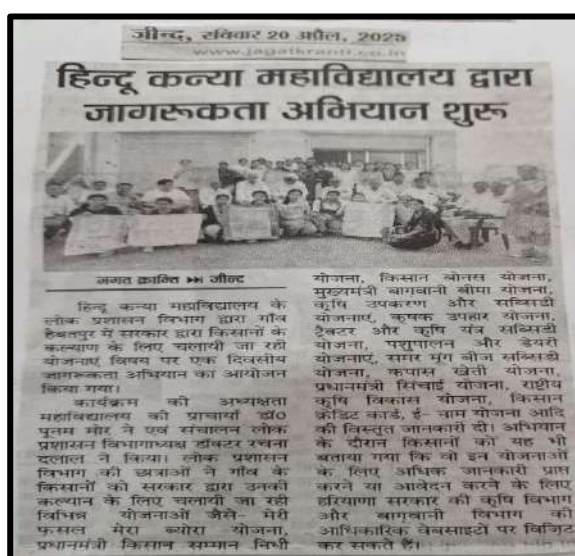 जीन्द, रविवार 20 अप्रैल, 2025
www.jagatkranti.co.in
हिन्दू कन्या महाविद्यालय द्वारा
जागरूकता अभियान शुरू
जगत क्रान्ति ▸▸ जीन्द
हिन्दू कन्या महाविद्यालय के
लोक प्रशासन विभाग द्वारा गाँव
हैबतपुर में सरकार द्वारा किसानों के
कल्याण के लिए चलायी जा रही
योजनाएं विषय पर एक दिवसीय
जागरूकता अभियान का आयोजन
किया गया।
कार्यक्रम की अध्यक्षता
महाविद्यालय की प्राचार्या डॉ०
पूनम मोर ने एवं संचालन लोक
प्रशासन विभागाध्यक्ष डॉक्टर रचना
दलाल ने किया। लोक प्रशासन
विभाग की छात्राओं ने गाँव के
किसानों को सरकार द्वारा उनकी
कल्यान के लिए चलायी जा रही
विभिन्न योजनाओं जैसे- मेरी
फसल मेरा ब्योरा योजना,
प्रधानमंत्री किसान सम्मान निधी
योजना, किसान बोनस योजना,
मुख्यमंत्री बागवानी बीमा योजना,
कृषि उपकरण और सब्सिडी
योजनाएं, कृषक उपहार योजना,
ट्रैक्टर और कृषि यंत्र सब्सिडी
योजना, पशुपालन और डेयरी
योजनाएं, समर मूंग बीज सब्सिडी
योजना, कपास खेती योजना,
प्रधानमंत्री सिंचाई योजना, राष्ट्रीय
कृषि विकास योजना, किसान
क्रेडिट कार्ड, ई- नाम योजना आदि
की विस्तृत जानकारी दी। अभियान
के दौरान किसानों को यह भी
बताया गया कि वो इन योजनाओं
के लिए अधिक जानकारी प्राप्त
करने या आवेदन करने के लिए
हरियाणा सरकार की कृषि विभाग
और बागवानी विभाग की
आधिकारिक वेबसाइटों पर विजिट
कर सकते हैं।